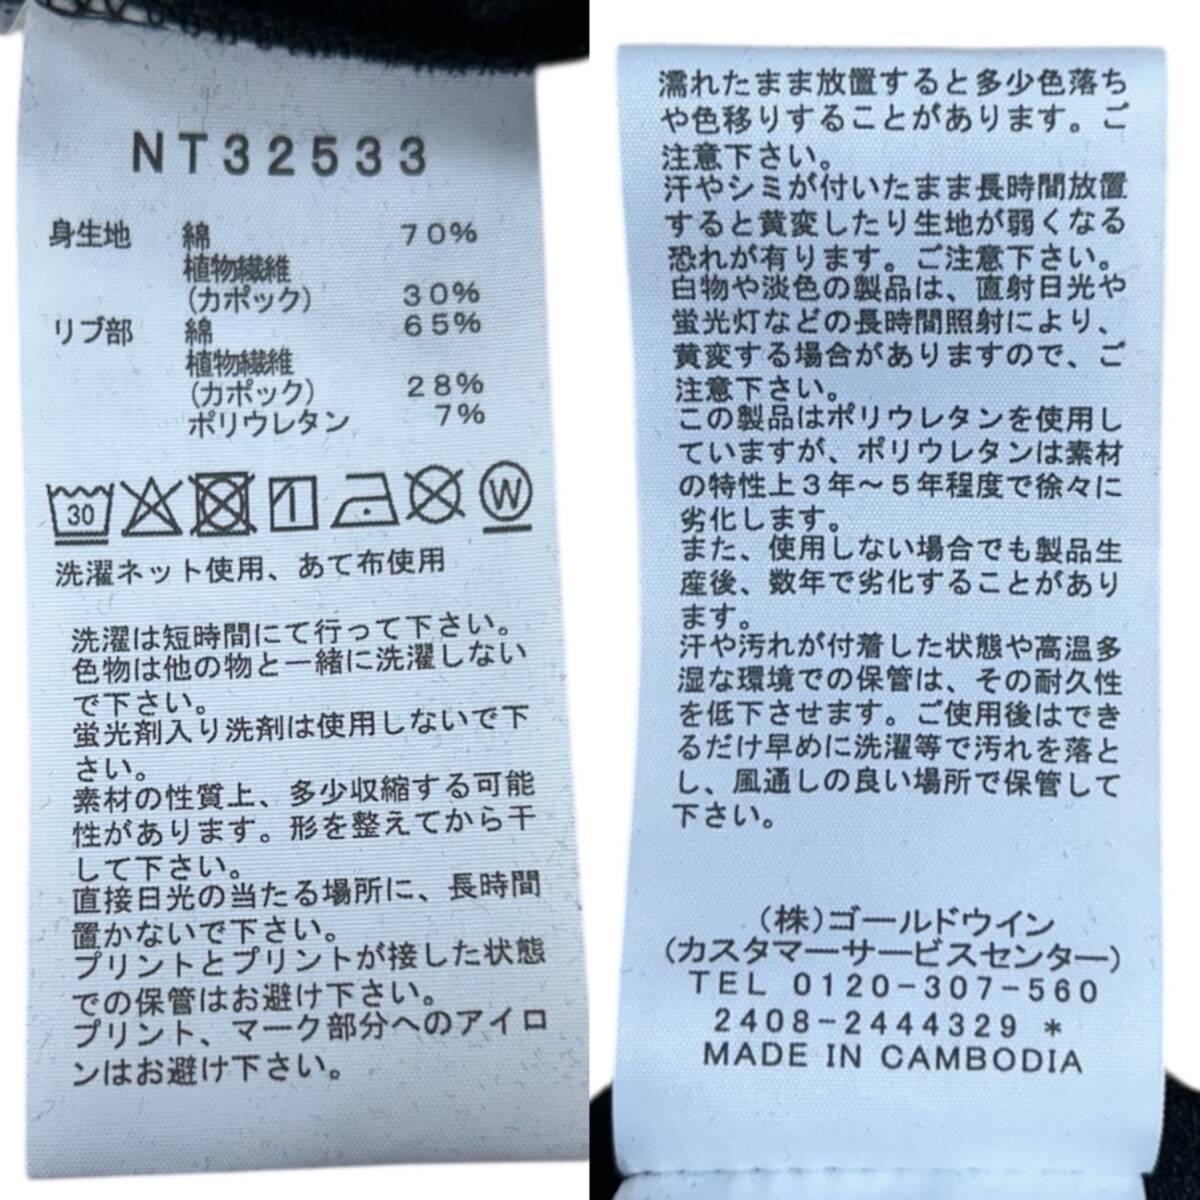 NT32533
身生地 綿 70%
植物繊維
(カポック) 30%
リブ部 綿 65%
植物繊維
(カポック) 28%
ポリウレタン 7%
30 W
洗濯ネット使用、あて布使用
洗濯は短時間にて行って下さい。
色物は他の物と一緒に洗濯しない
で下さい。
蛍光剤入り洗剤は使用しないで下
さい。
素材の性質上、多少収縮する可能
性があります。形を整えてから干
して下さい。
直接日光の当たる場所に、長時間
置かないで下さい。
プリントとプリントが接した状態
での保管はお避け下さい。
プリント、マーク部分へのアイロ
ンはお避け下さい。
濡れたまま放置すると多少色落ち
や色移りすることがあります。ご
注意下さい。
汗やシミが付いたまま長時間放置
すると黄変したり生地が弱くなる
恐れが有ります。ご注意下さい。
白物や淡色の製品は、直射日光や
蛍光灯などの長時間照射により、
黄変する場合がありますので、ご
注意下さい。
この製品はポリウレタンを使用し
ていますが、ポリウレタンは素材
の特性上3年～5年程度で徐々に
劣化します。
また、使用しない場合でも製品生
産後、数年で劣化することがあり
ます。
汗や汚れが付着した状態や高温多
湿な環境での保管は、その耐久性
を低下させます。ご使用後はでき
るだけ早めに洗濯等で汚れを落と
し、風通しの良い場所で保管して
下さい。
(株)ゴールドウイン
(カスタマーサービスセンター)
TEL 0120-307-560
2408-2444329 *
MADE IN CAMBODIA